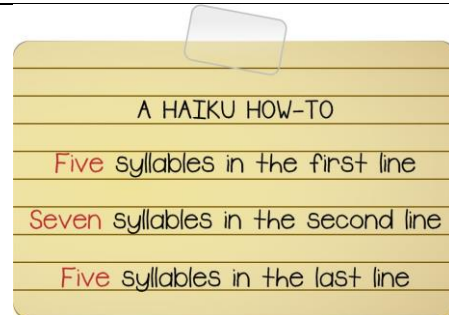 A HAIKU HOW-TO
Five syllables in the first line
Seven syllables in the second line
Five syllables in the last line